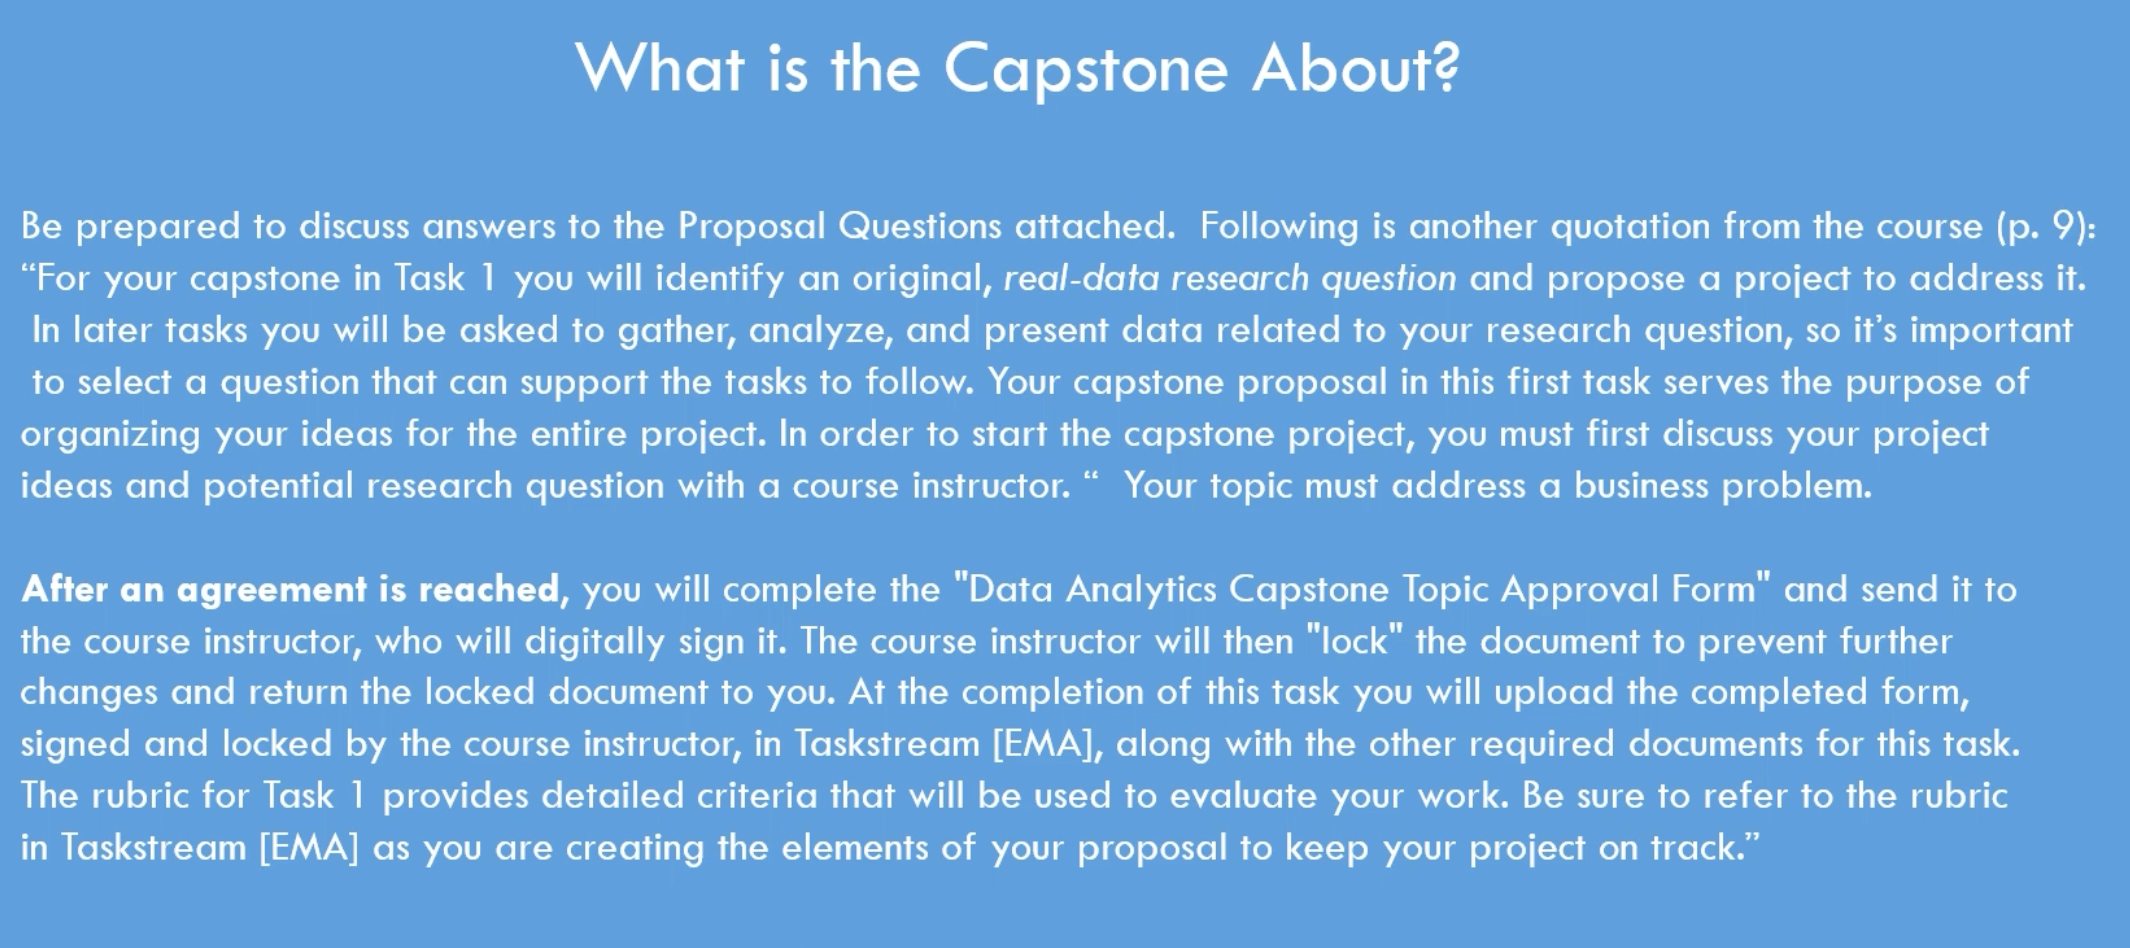 What is the Capstone About?
Be prepared to discuss answers to the Proposal Questions attached.  Following is another quotation from the course (p. 9):
“For your capstone in Task 1 you will identify an original, real-data research question and propose a project to address it.
In later tasks you will be asked to gather, analyze, and present data related to your research question, so it’s important
to select a question that can support the tasks to follow. Your capstone proposal in this first task serves the purpose of
organizing your ideas for the entire project. In order to start the capstone project, you must first discuss your project
ideas and potential research question with a course instructor. “  Your topic must address a business problem.
After an agreement is reached, you will complete the "Data Analytics Capstone Topic Approval Form" and send it to
the course instructor, who will digitally sign it. The course instructor will then "lock" the document to prevent further
changes and return the locked document to you. At the completion of this task you will upload the completed form,
signed and locked by the course instructor, in Taskstream [EMA], along with the other required documents for this task.
The rubric for Task 1 provides detailed criteria that will be used to evaluate your work. Be sure to refer to the rubric
in Taskstream [EMA] as you are creating the elements of your proposal to keep your project on track.”